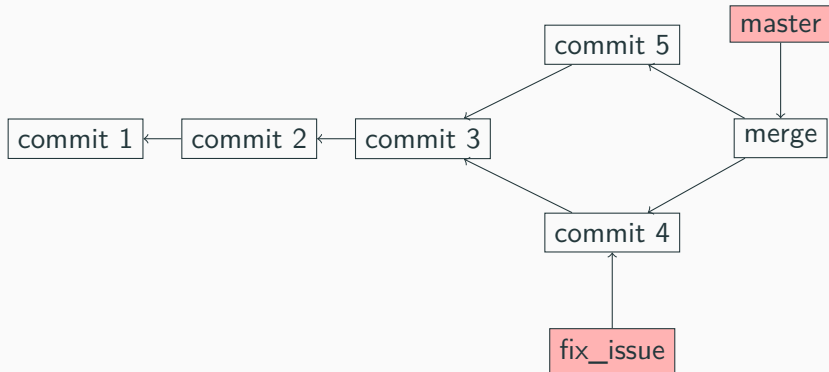 master
commit 5
commit 1
commit 2
commit 3
merge
commit 4
fix_issue